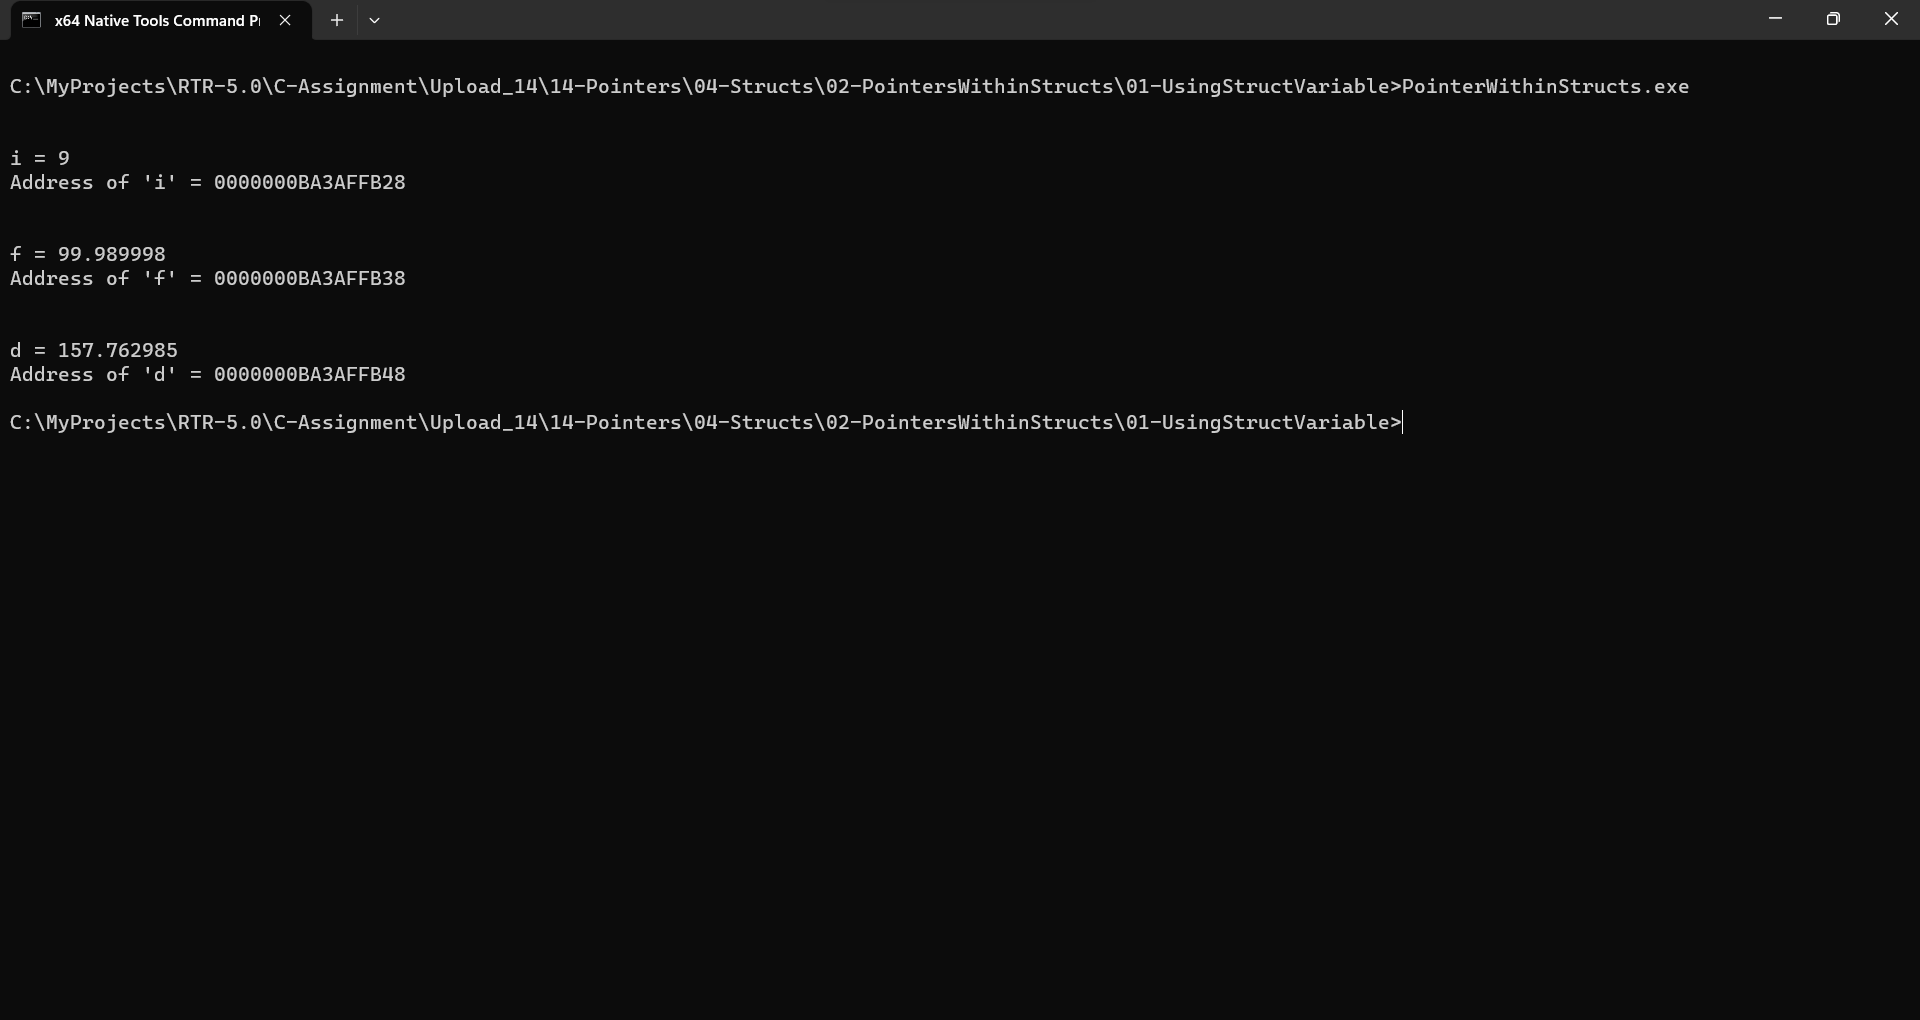 x64 Native Tools Command P
C:\MyProjects\RTR-5.0\C-Assignment\Upload_14\14-Pointers\04-Structs\02-PointersWithinStructs\01-UsingStructVariable>PointerWithinStructs.exe
i = 9
Address of 'i' = 0000000BA3AFFB28
f = 99.989998
Address of 'f' = 0000000BA3AFFB38
d = 157.762985
Address of 'd' = 0000000BA3AFFB48
C:\MyProjects\RTR-5.0\C-Assignment\Upload_14\14-Pointers\04-Structs\02-PointersWithinStructs\01-UsingStructVariable>